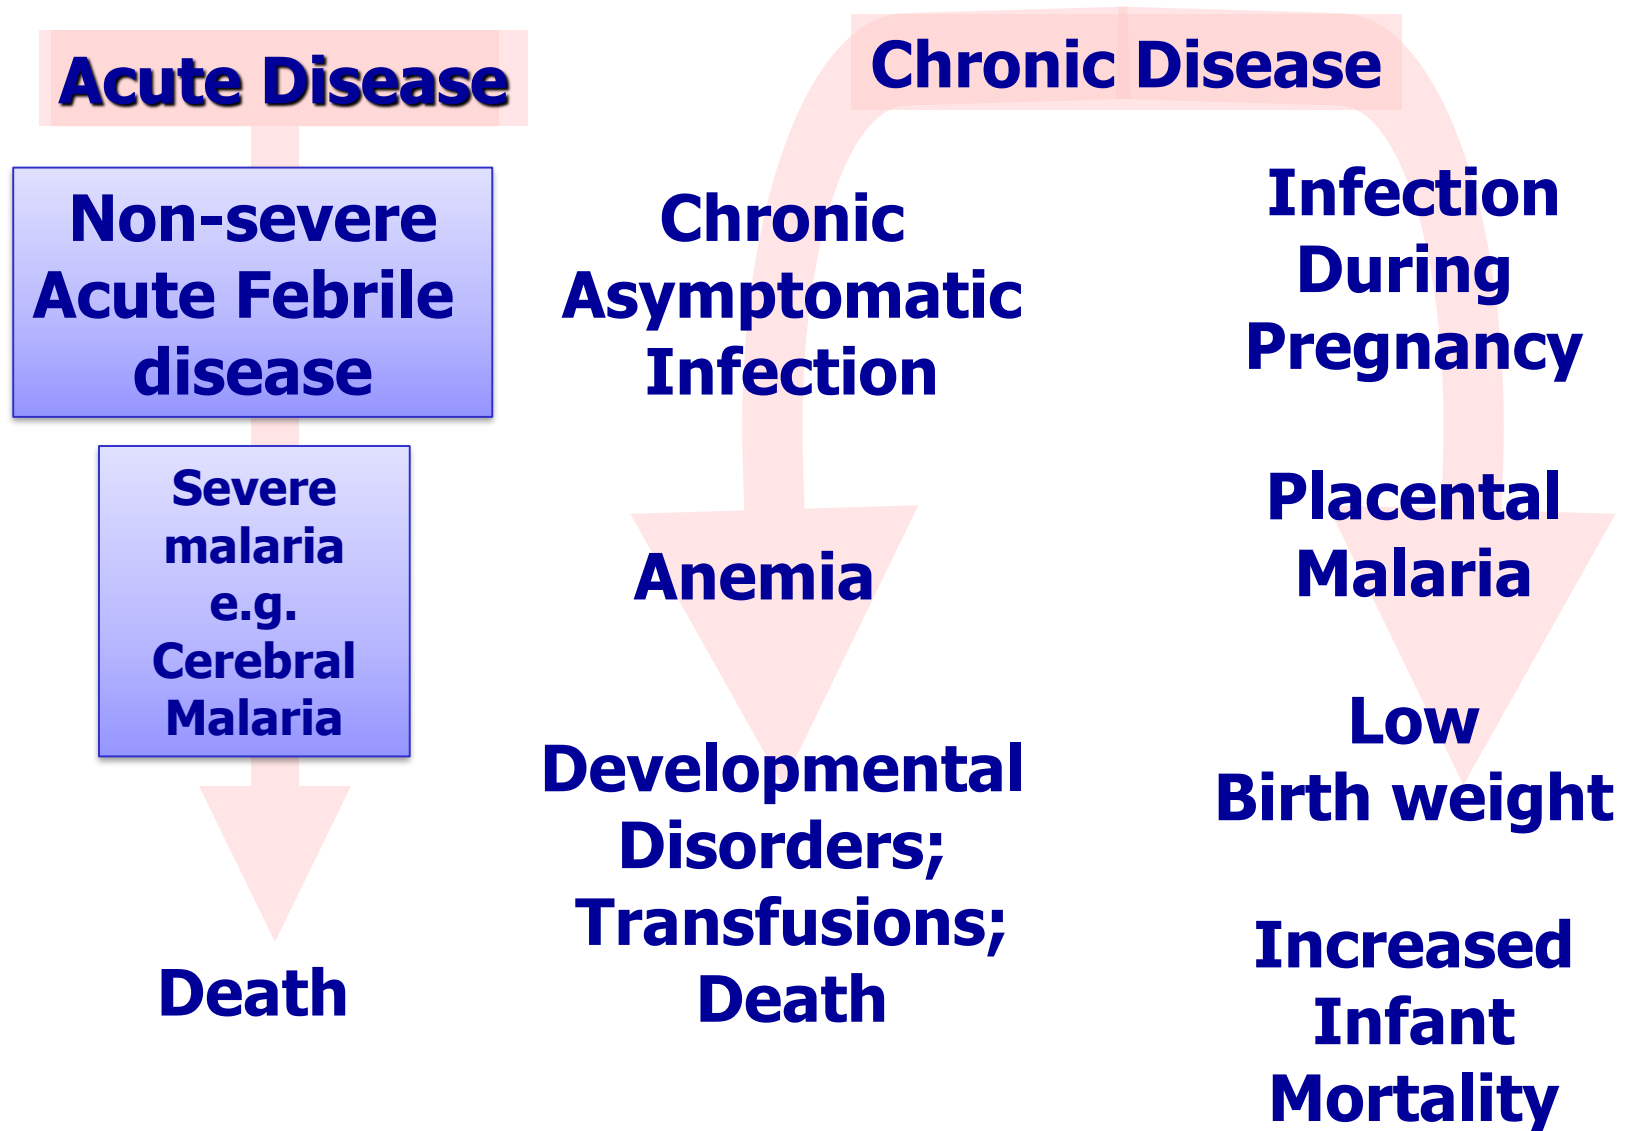 Acute Disease
Non-severe
Acute Febrile
disease
Severe
malaria
e.g.
Cerebral
Malaria
Death
Chronic Disease
Chronic
Asymptomatic
Infection
Anemia
Developmental
Disorders;
Transfusions;
Death
Infection
During
Pregnancy
Placental
Malaria
Low
Birth weight
Increased
Infant
Mortality